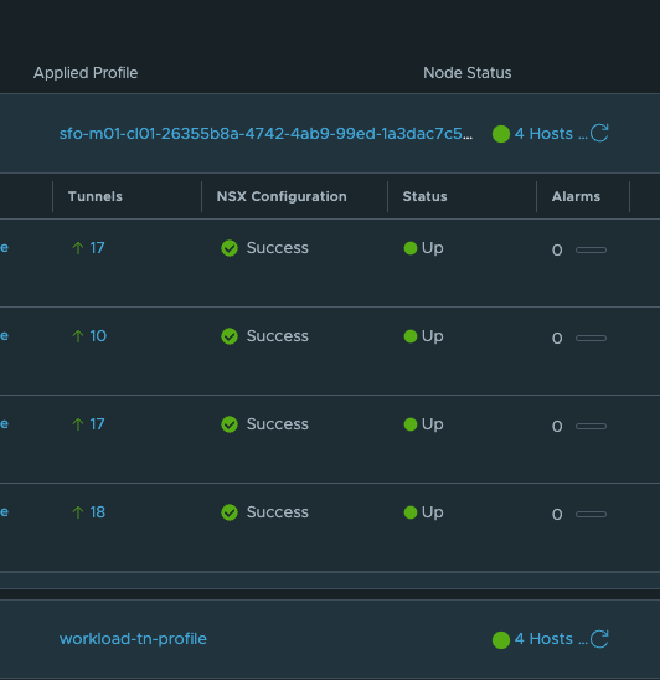 Applied Profile Node Status
sfo-m01-cl01-26355b8a-4742-4ab9-99ed-1a3dac7c5... 4 Hosts ...
Tunnels NSX Configuration Status Alarms
e 17 Success Up 0
e 10 Success Up 0
e 17 Success Up 0
e 18 Success Up 0
workload-tn-profile 4 Hosts ...